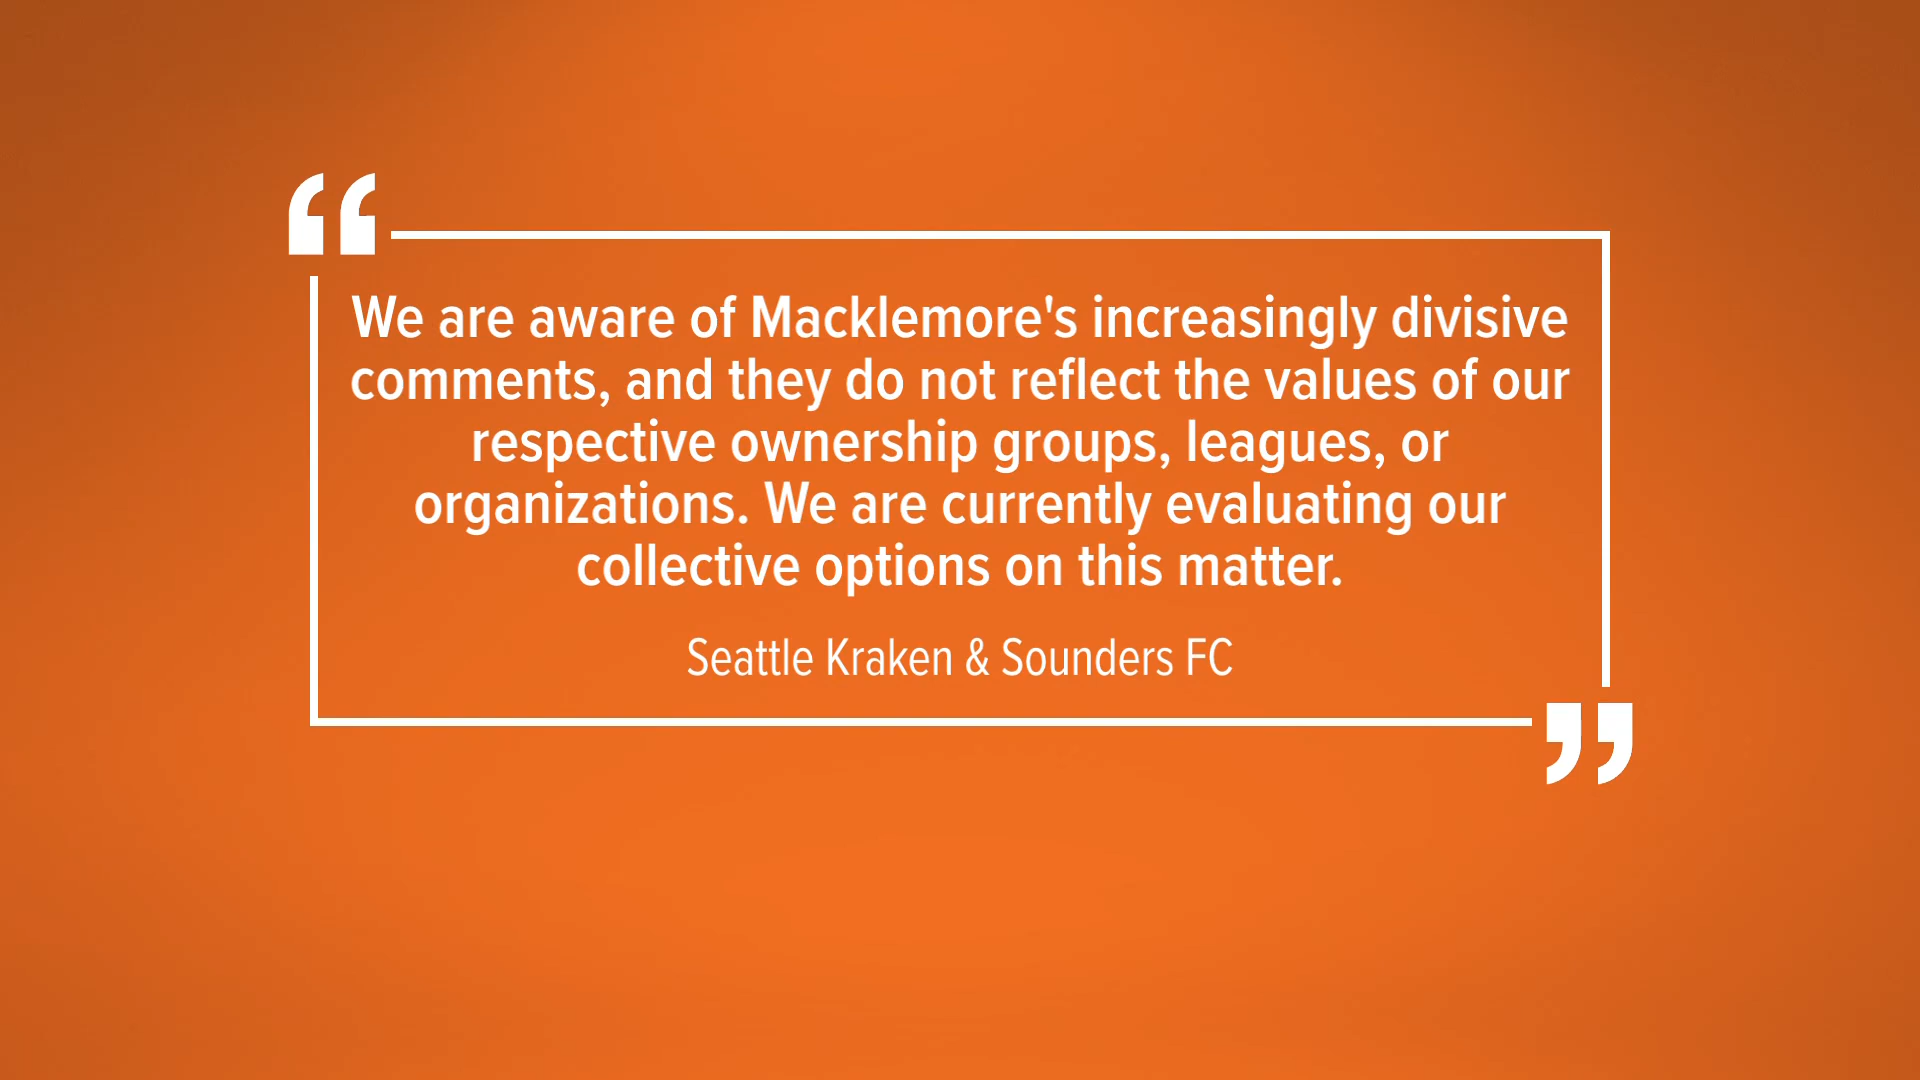 “
We are aware of Macklemore's increasingly divisive
comments, and they do not reflect the values of our
respective ownership groups, leagues, or
organizations. We are currently evaluating our
collective options on this matter.
Seattle Kraken & Sounders FC
”